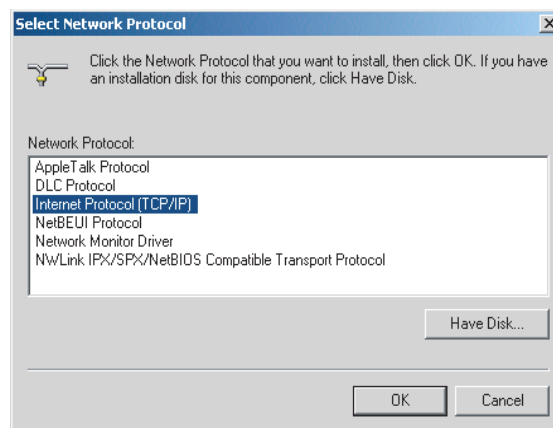 Select Network Protocol
Click the Network Protocol that you want to install, then click OK. If you have
an installation disk for this component, click Have Disk.
Network Protocol:
AppleTalk Protocol
DLC Protocol
Internet Protocol (TCP/IP)
NetBEUI Protocol
Network Monitor Driver
NWLink IPX/SPX/NetBIOS Compatible Transport Protocol
Have Disk...
OK
Cancel